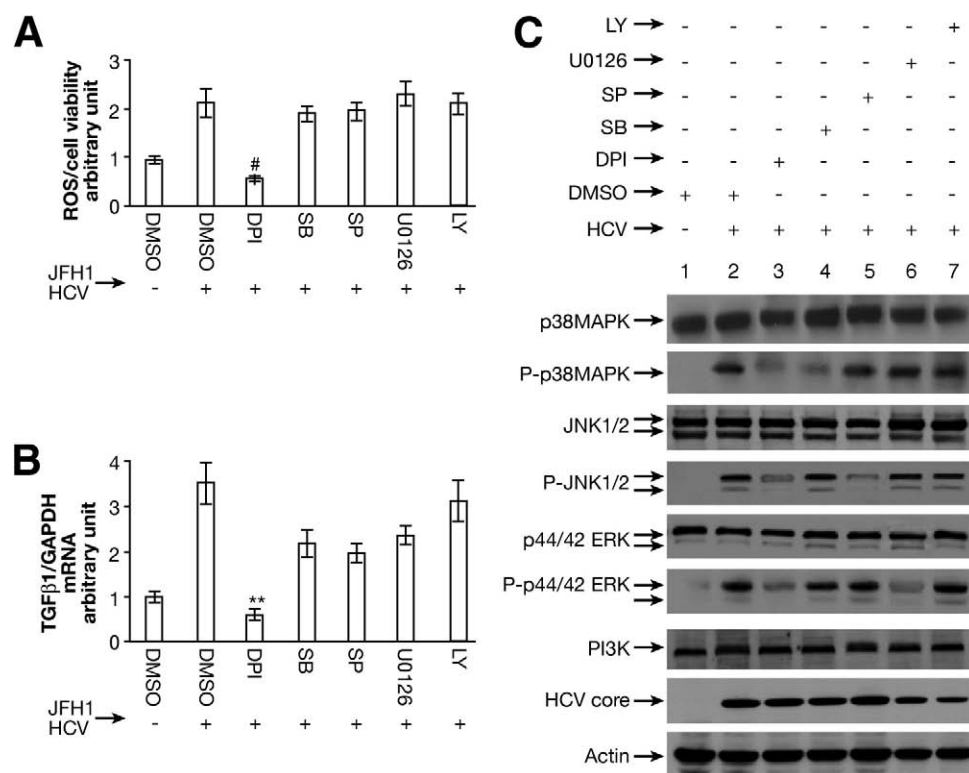 A
ROS/cell viability
arbitrary unit
3
2
1
0
#
DMSO
DMSO
DPI
SB
SP
U0126
LY
JFH1
HCV
- + + + + + +
B
TGFβ1/GAPDH
mRNA
arbitrary unit
4
3
2
1
0
**
DMSO
DMSO
DPI
SB
SP
U0126
LY
JFH1
HCV
- + + + + + +
C
LY - - - - - - +
U0126 - - - - - + -
SP - - - - + - -
SB - - - + - - -
DPI - - + - - - -
DMSO + + - - - - -
HCV - + + + + + +
1 2 3 4 5 6 7
p38MAPK
P-p38MAPK
JNK1/2
P-JNK1/2
p44/42 ERK
P-p44/42 ERK
PI3K
HCV core
Actin